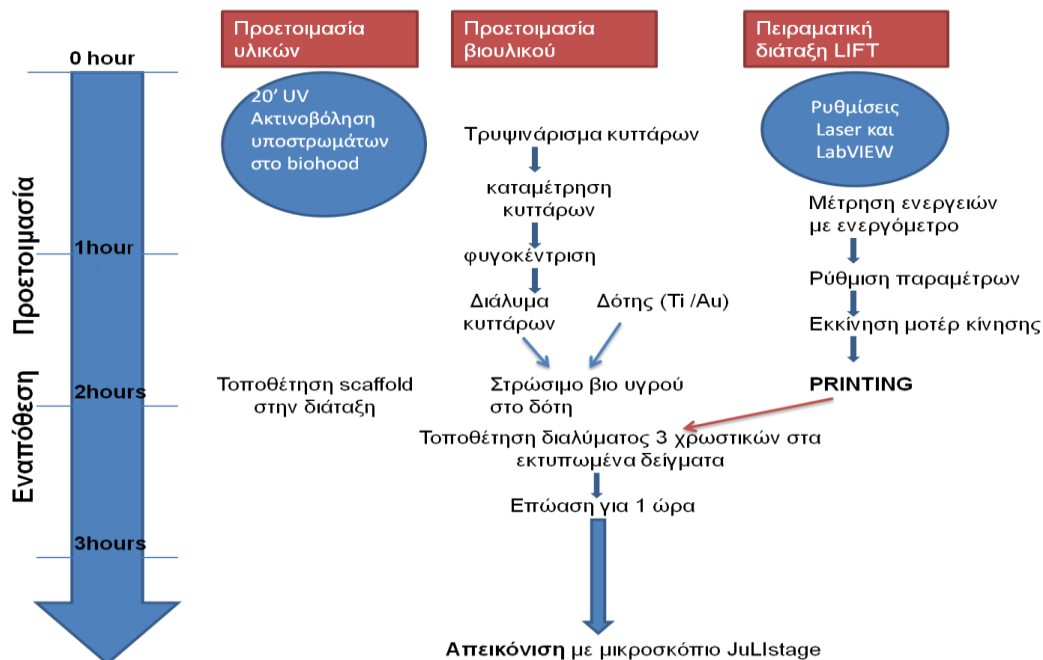 Προετοιμασία
υλικών
Προετοιμασία
βιουλικού
Πειραματική
διάταξη LIFT
0 hour
20' UV
Ακτινοβόληση
υποστρωμάτων
στο biohood
Ρυθμίσεις
Laser και
LabVIEW
Τρυψινάρισμα κυττάρων
καταμέτρηση
κυττάρων
Μέτρηση ενεργειών
με ενεργόμετρο
1hour
φυγοκέντριση
Ρύθμιση παραμέτρων
Διάλυμα
κυττάρων
Δότης (Ti /Au)
Εκκίνηση μοτέρ κίνησης
Προετοιμασία
Εναπόθεση
2hours
Τοποθέτηση scaffold
στην διάταξη
Στρώσιμο βιο υγρού
στο δότη
PRINTING
Τοποθέτηση διαλύματος 3 χρωστικών στα
εκτυπωμένα δείγματα
Επώαση για 1 ώρα
3hours
Απεικόνιση με μικροσκόπιο JuLIstage